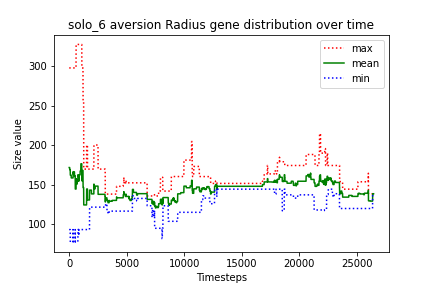 solo_6 aversion Radius gene distribution over time
max
mean
min
Size value
300
250
200
150
100
0
5000
10000
15000
20000
25000
Timesteps